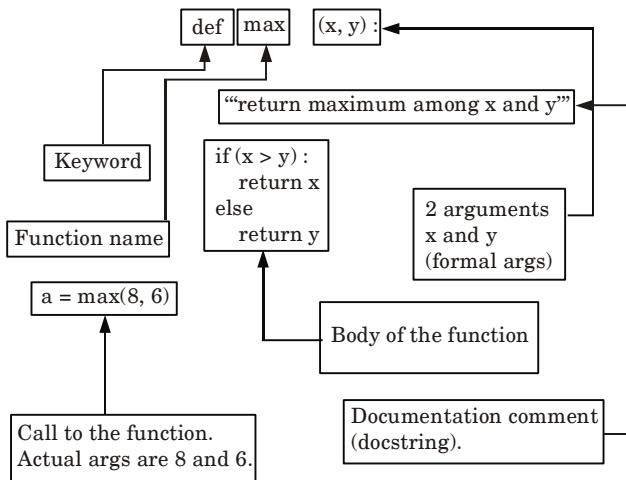 def max (x, y) :
“‘return maximum among x and y’”
Keyword
if (x > y) :
return x
else
return y
2 arguments
x and y
(formal args)
Function name
a = max(8, 6)
Body of the function
Call to the function.
Actual args are 8 and 6.
Documentation comment
(docstring).